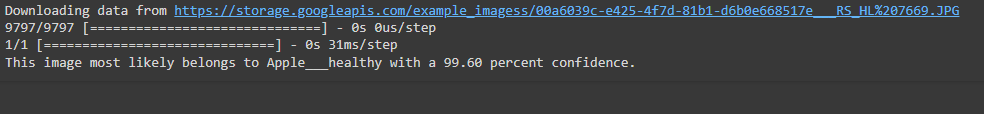 Downloading data from https://storage.googleapis.com/example_imagess/00a6039c-e425-4f7d-81b1-d6b0e668517e___RS_HL%207669.JPG
9797/9797 [==============================] - 0s 0us/step
1/1 [==============================] - 0s 31ms/step
This image most likely belongs to Apple___healthy with a 99.60 percent confidence.